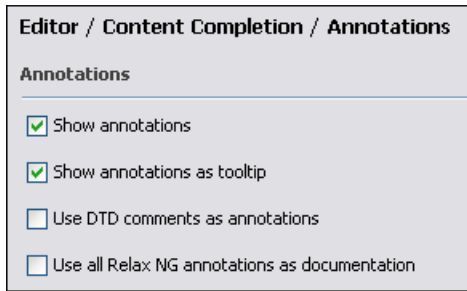 Editor / Content Completion / Annotations
Annotations
Show annotations
Show annotations as tooltip
Use DTD comments as annotations
Use all Relax NG annotations as documentation